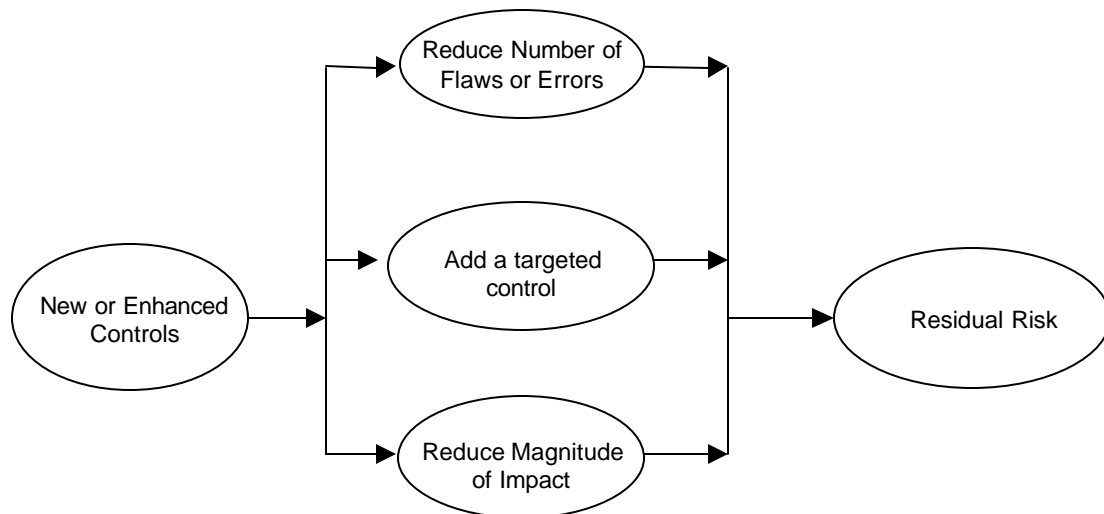 Reduce Number of
Flaws or Errors
Add a targeted
control
New or Enhanced
Controls
Residual Risk
Reduce Magnitude
of Impact